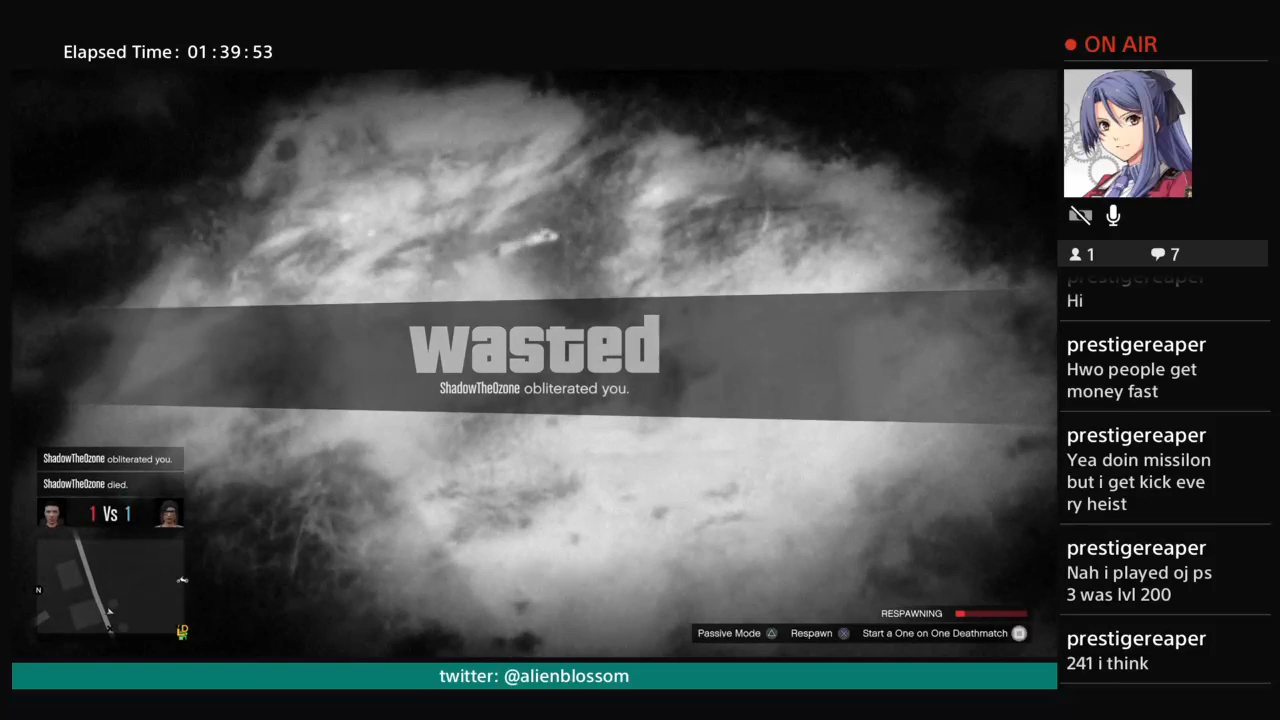 Elapsed Time: 01:39:53
ON AIR
1
7
wasted
ShadowTheOzone obliterated you.
ShadowTheOzone obliterated you.
ShadowTheOzone died.
1 Vs 1
N
LD
RESPAWNING
Passive Mode
Respawn
Start a One on One Deathmatch
twitter: @alienblossom
prestigereaper
Hi
prestigereaper
Hwo people get
money fast
prestigereaper
Yea doin missilon
but i get kick eve
ry heist
prestigereaper
Nah i played oj ps
3 was lvl 200
prestigereaper
241 i think